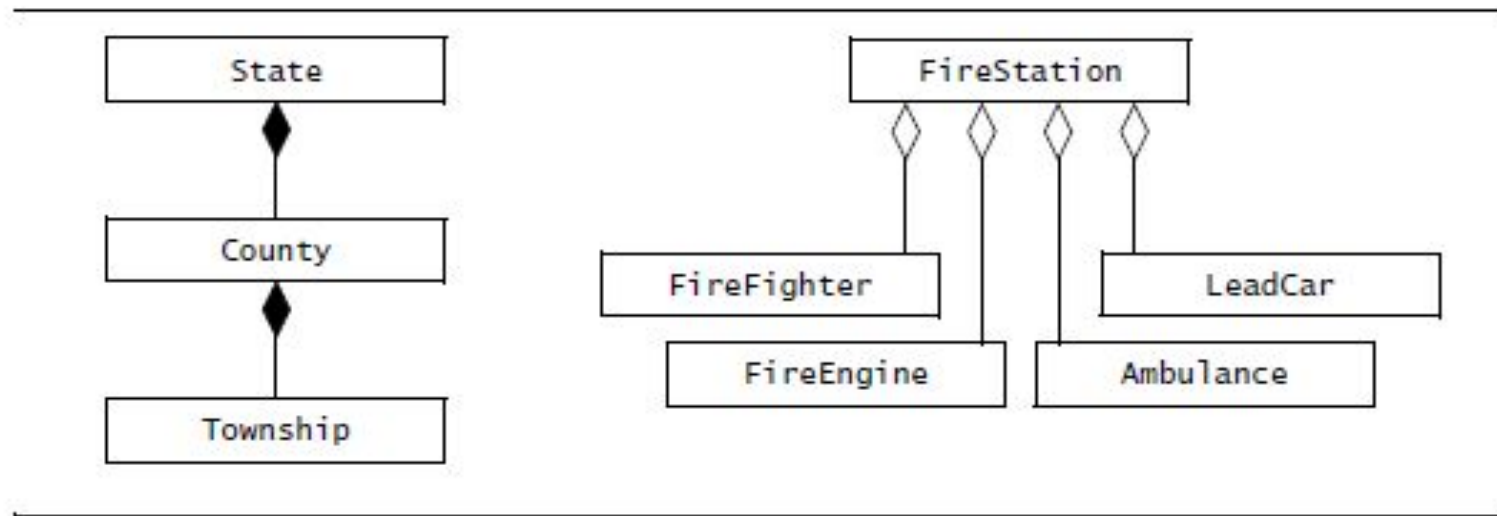 State
FireStation
County
FireFighter
LeadCar
FireEngine
Ambulance
Township